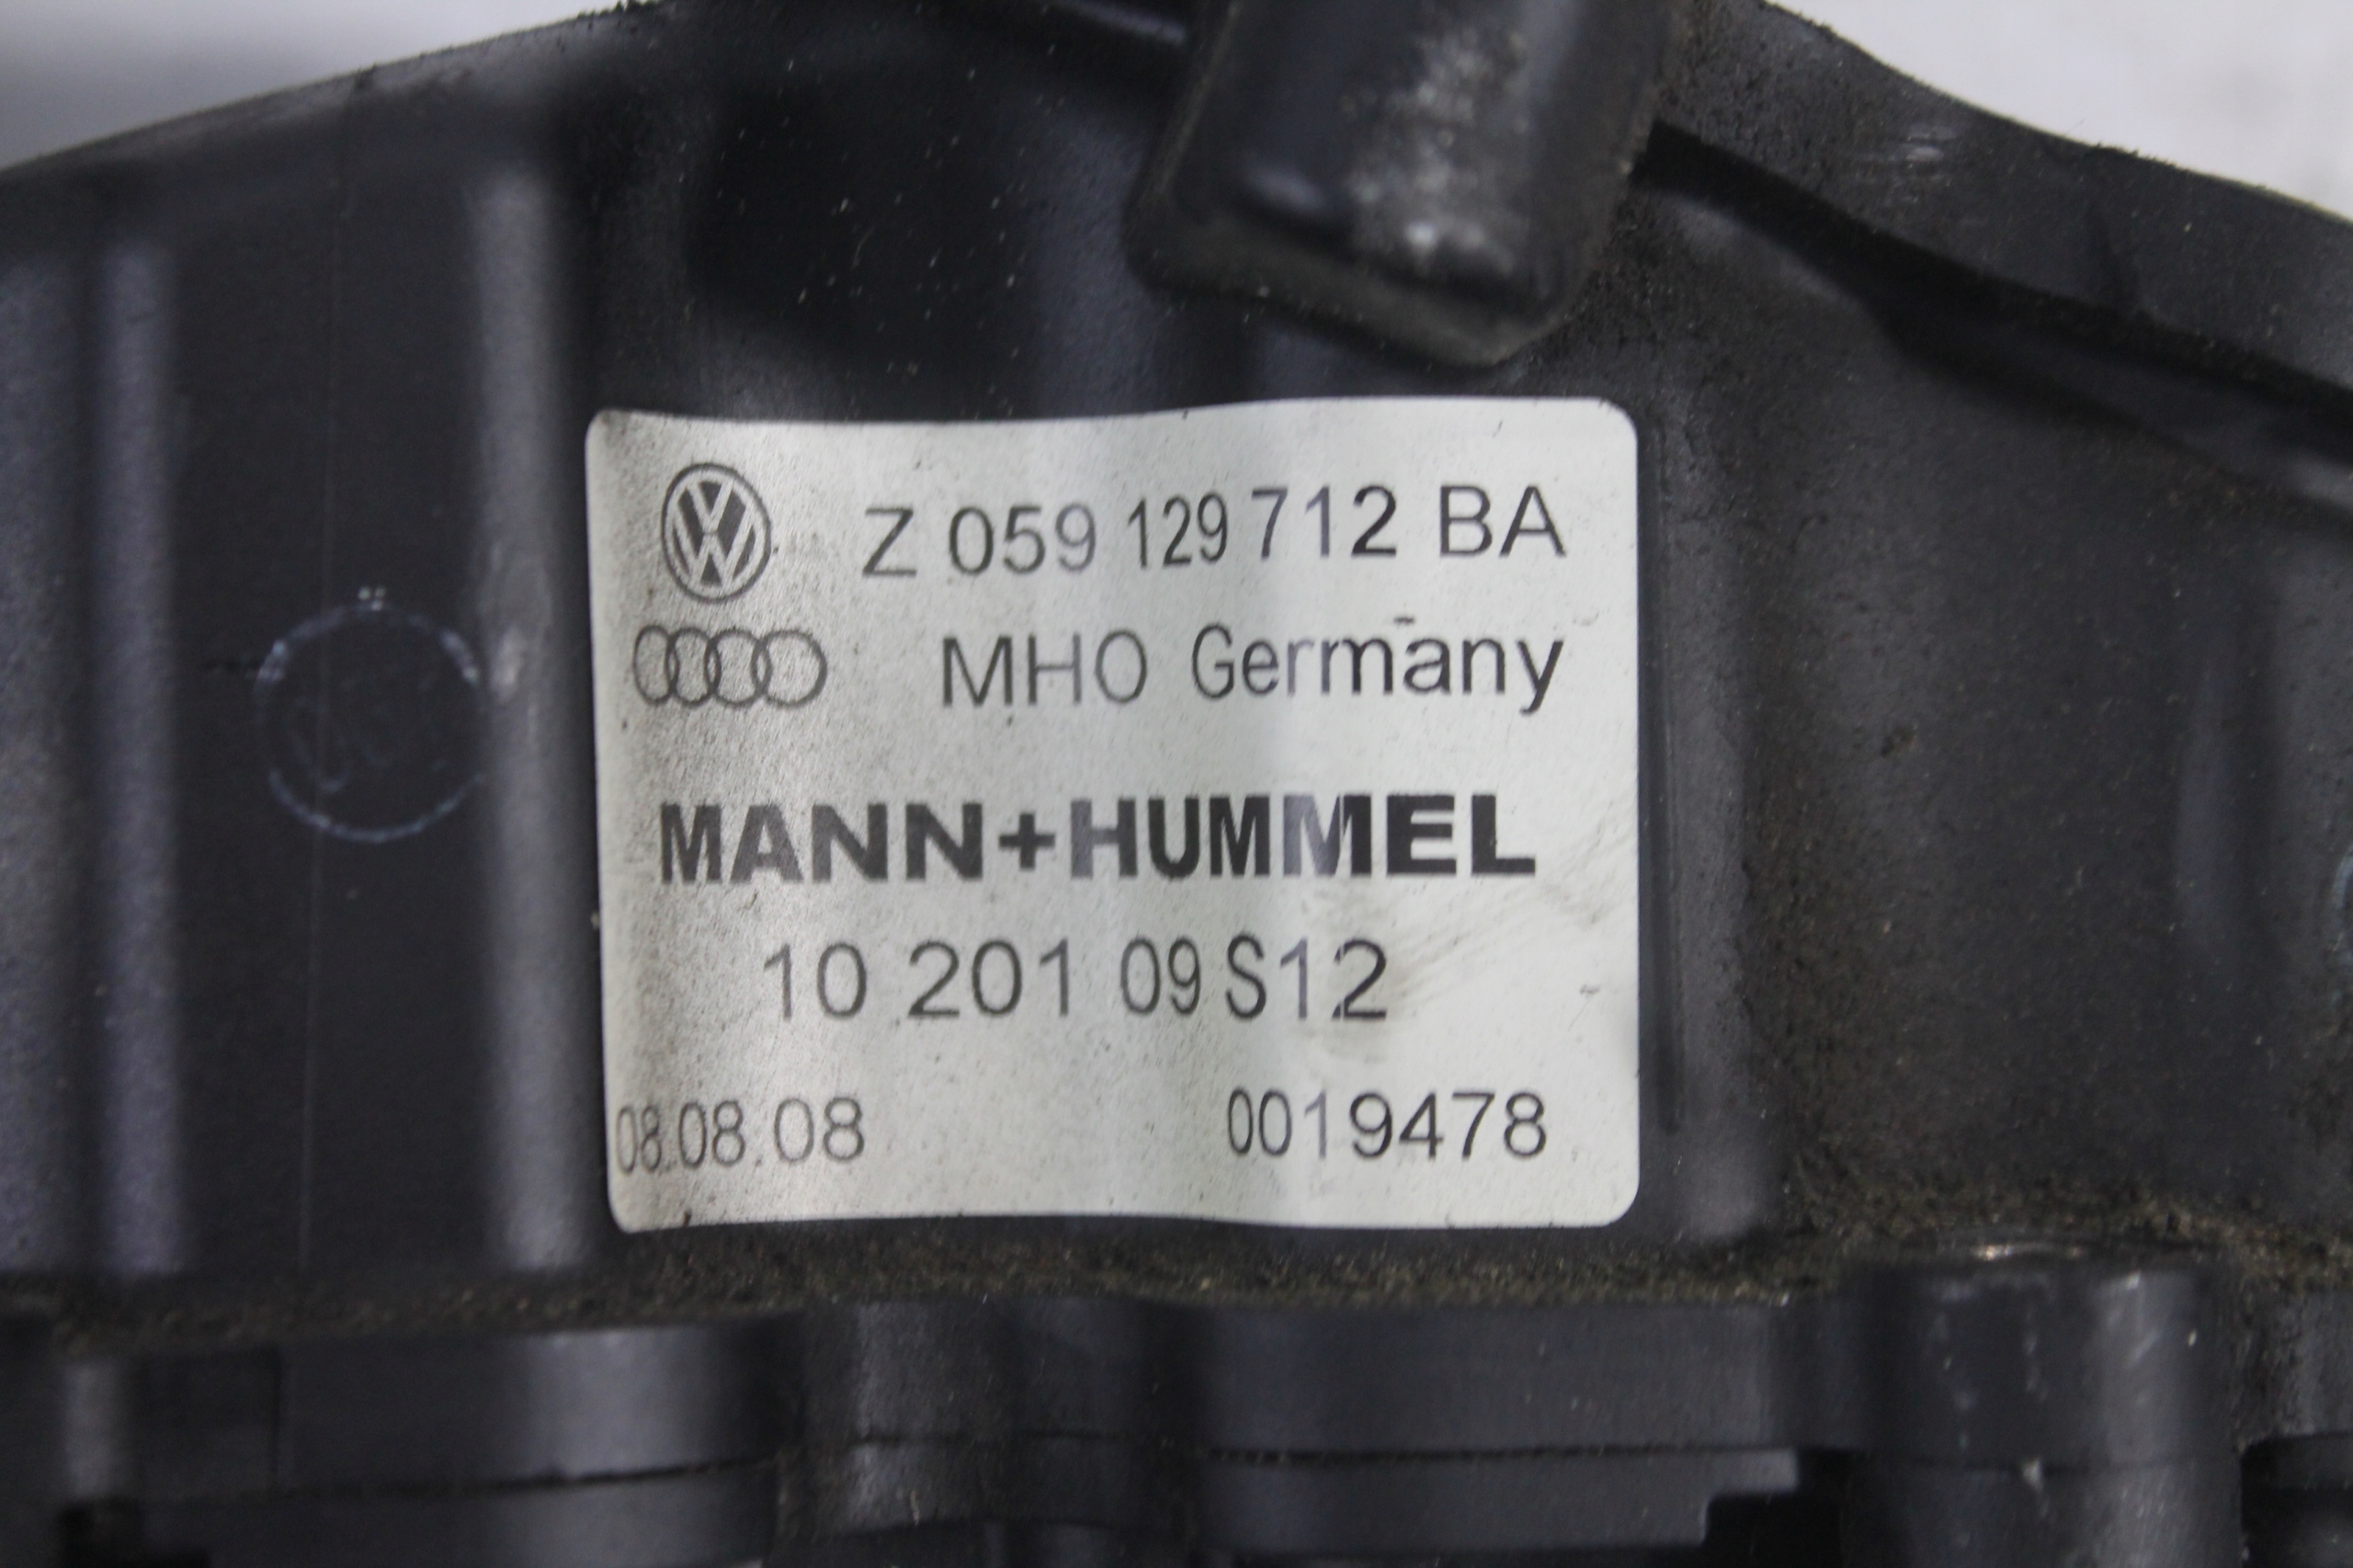 Z 059 129 712 BA
MHO Germany
MANN+HUMMEL
10 201 09 S12
08.08.08 0019478